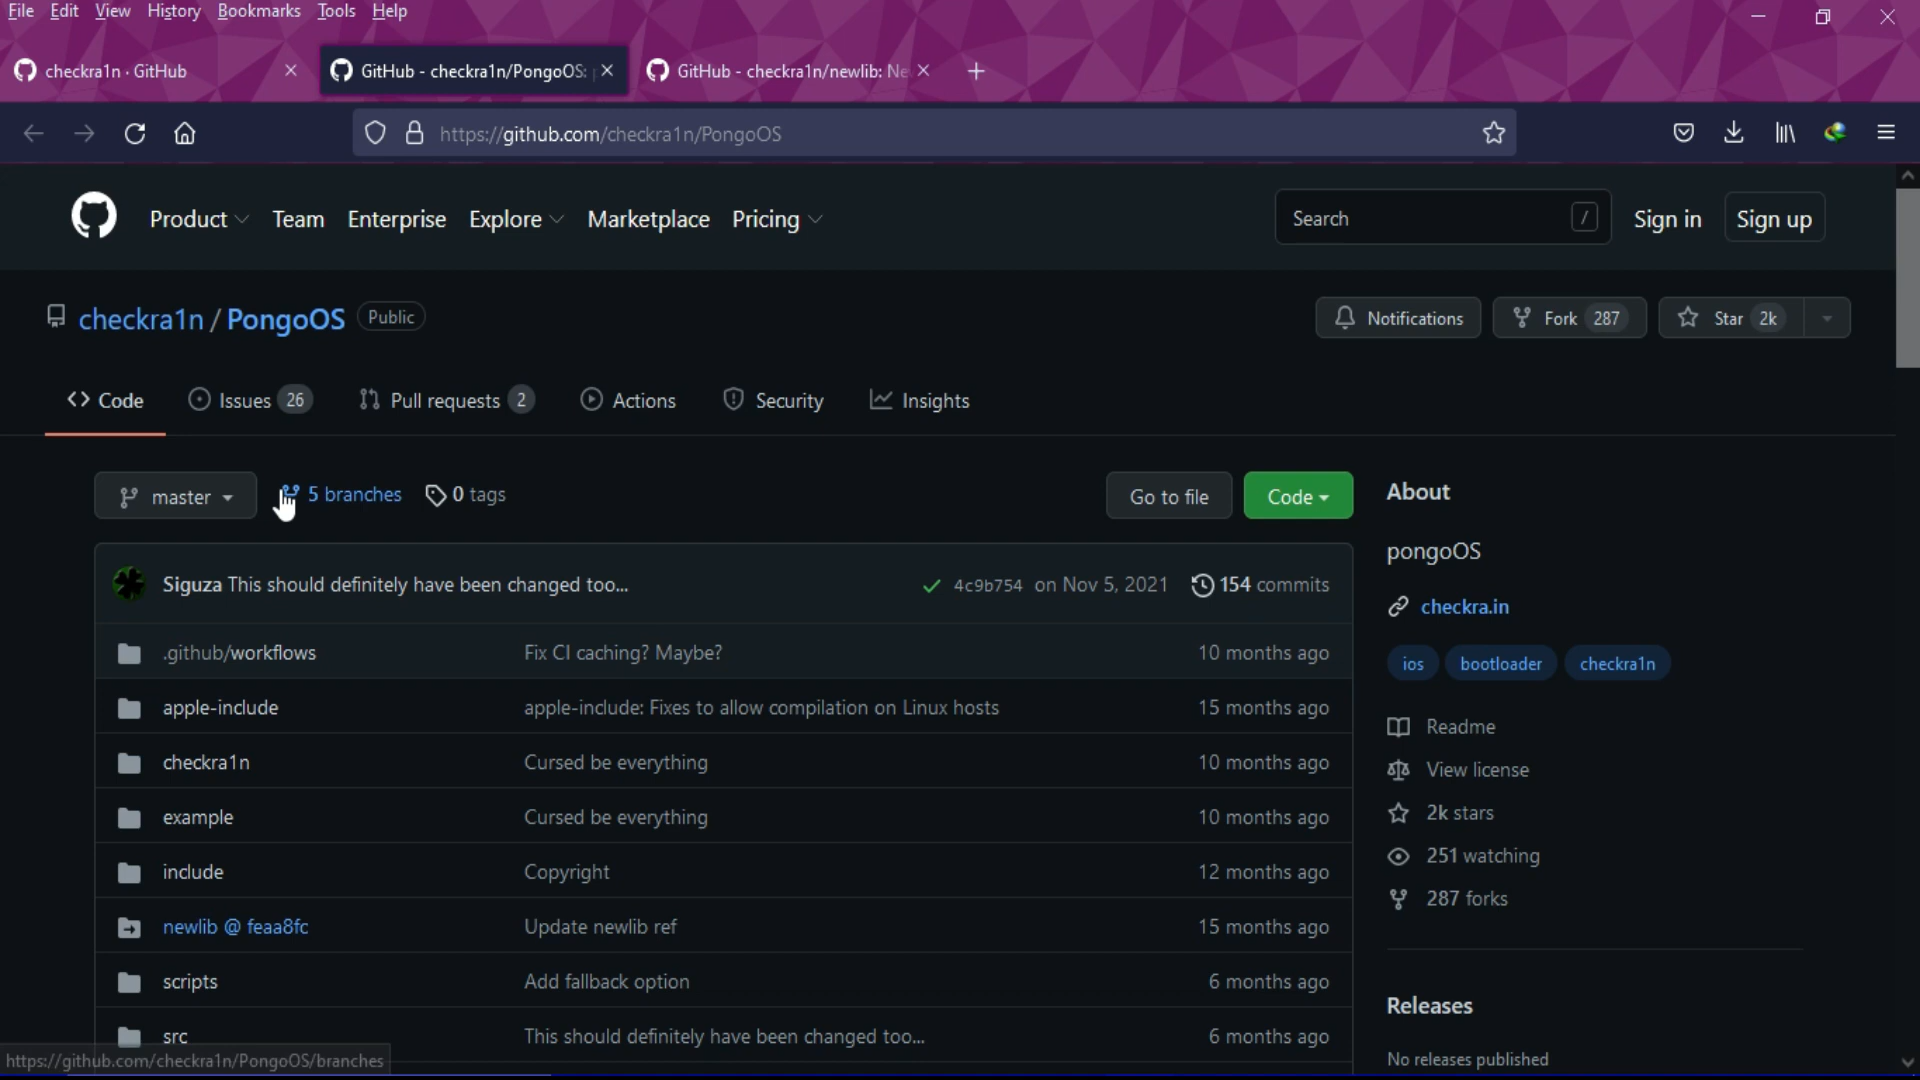 File Edit View History Bookmarks Tools Help
checkra1n · GitHub
GitHub - checkra1n/PongoOS:
GitHub - checkra1n/newlib: Ne
https://github.com/checkra1n/PongoOS
Product Team Enterprise Explore Marketplace Pricing
Search /
Sign in
Sign up
checkra1n / PongoOS Public
Notifications
Fork 287
Star 2k
Code
Issues 26
Pull requests 2
Actions
Security
Insights
master
5 branches
0 tags
Go to file
Code
Siguza This should definitely have been changed too... 4c9b754 on Nov 5, 2021 154 commits
.github/workflows Fix CI caching? Maybe? 10 months ago
apple-include apple-include: Fixes to allow compilation on Linux hosts 15 months ago
checkra1n Cursed be everything 10 months ago
example Cursed be everything 10 months ago
include Copyright 12 months ago
newlib @ feaa8fc Update newlib ref 15 months ago
scripts Add fallback option 6 months ago
src This should definitely have been changed too... 6 months ago
About
pongoOS
checkra.in
ios bootloader checkra1n
Readme
View license
2k stars
251 watching
287 forks
Releases
No releases published
https://github.com/checkra1n/PongoOS/branches